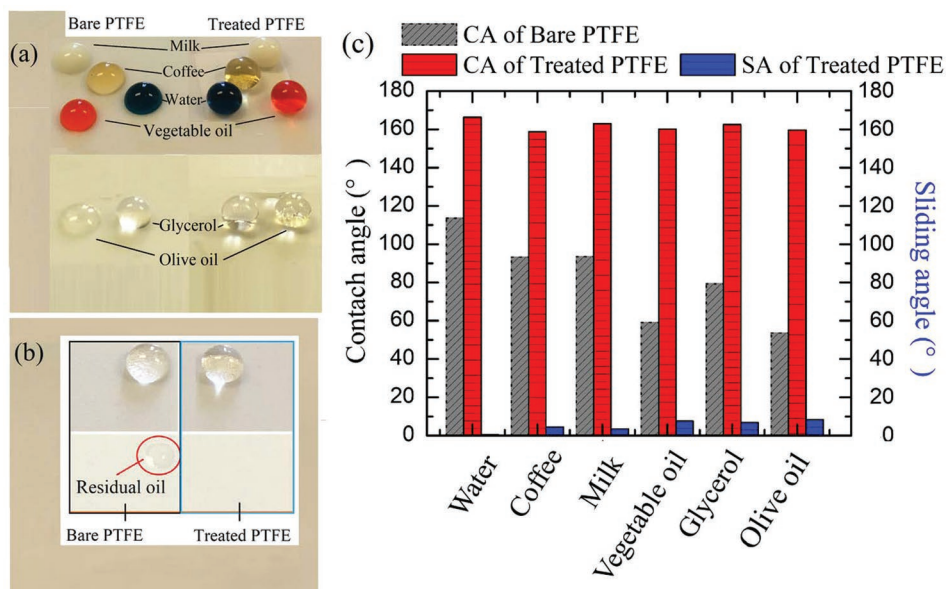 (a)
Bare PTFE
Treated PTFE
Milk
Coffee
Water
Vegetable oil
Glycerol
Olive oil
(b)
Residual oil
Bare PTFE
Treated PTFE
(c)
CA of Bare PTFE
CA of Treated PTFE
SA of Treated PTFE
180
160
140
120
100
80
60
40
20
0
Contach angle (°)
180
160
140
120
100
80
60
40
20
0
Sliding angle (°)
Water
Coffee
Milk
Vegetable oil
Glycerol
Olive oil